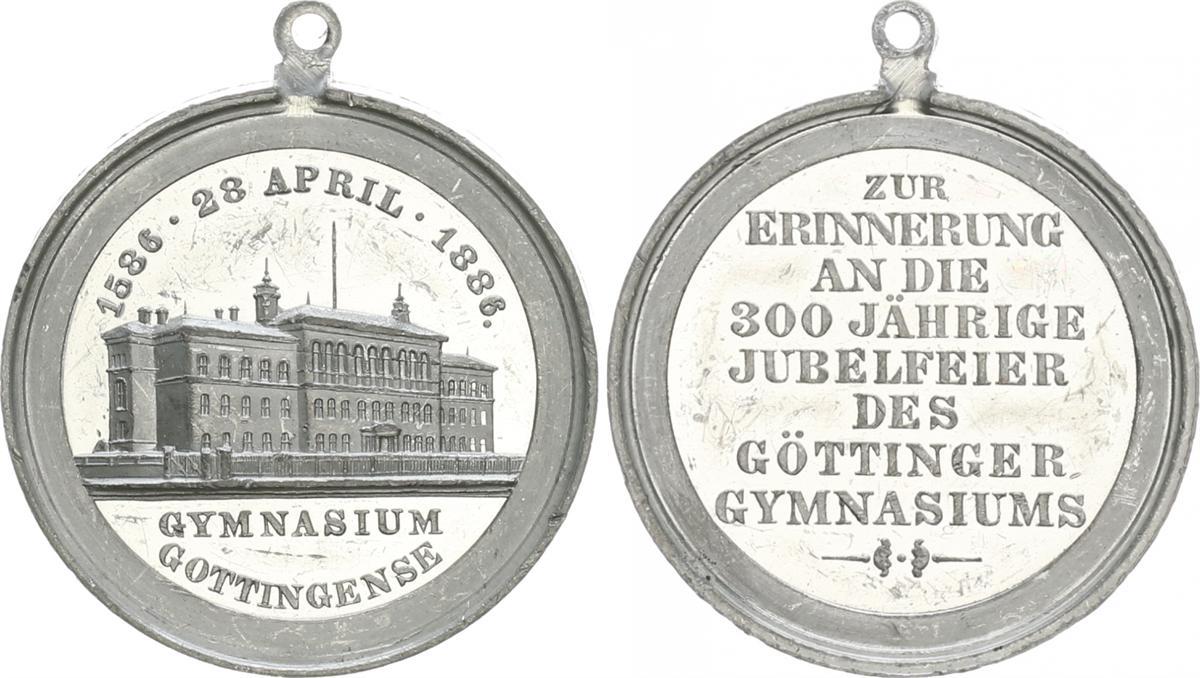 1586 · 28 APRIL · 1886.
GYMNASIUM
GOTTINGENSE
ZUR
ERINNERUNG
AN DIE
300 JÄHRIGE
JUBELFEIER
DES
GÖTTINGER
GYMNASIUMS